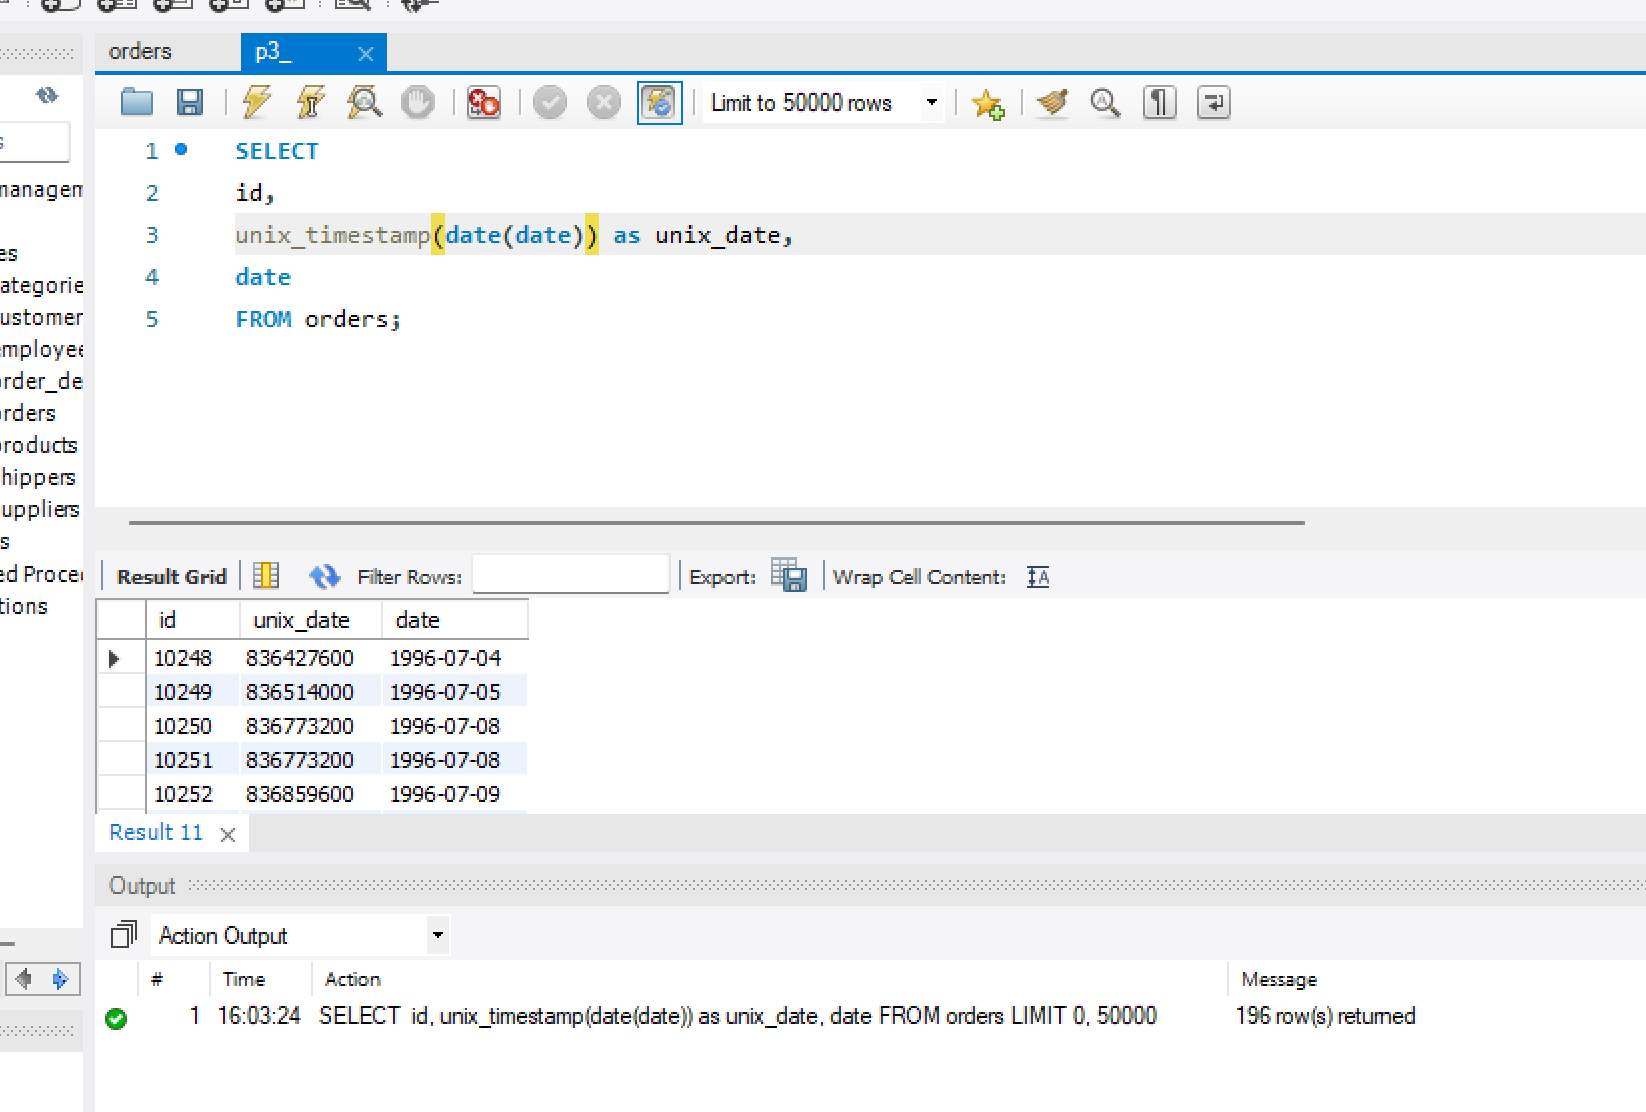 orders
p3_
Limit to 50000 rows
s
1 SELECT
2 id,
3 unix_timestamp(date(date)) as unix_date,
4 date
5 FROM orders;
managem
es
ategorie
ustomer
employee
order_de
orders
products
hippers
uppliers
s
ed Proce
tions
Result Grid
Filter Rows:
Export:
Wrap Cell Content:
id unix_date date
10248 836427600 1996-07-04
10249 836514000 1996-07-05
10250 836773200 1996-07-08
10251 836773200 1996-07-08
10252 836859600 1996-07-09
Result 11
Output
Action Output
# Time Action Message
1 16:03:24 SELECT id, unix_timestamp(date(date)) as unix_date, date FROM orders LIMIT 0, 50000 196 row(s) returned